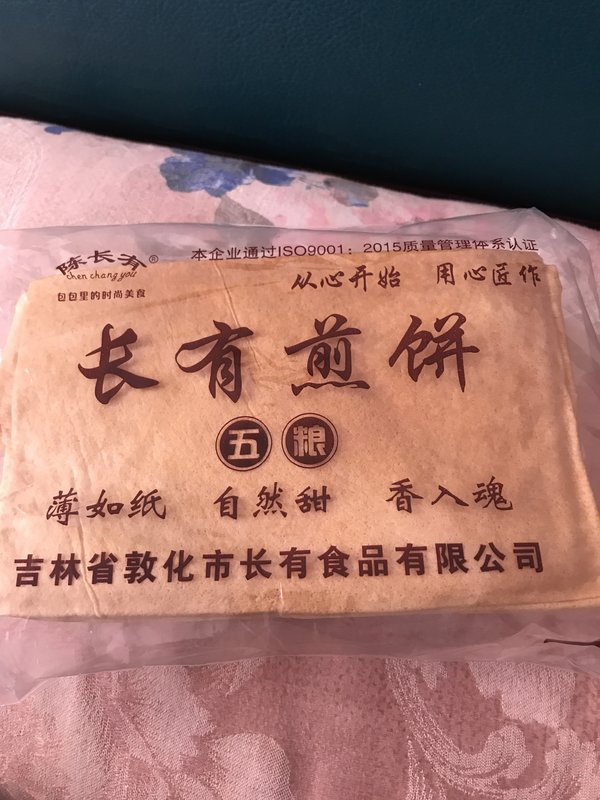 陈长有®
chen chang you
包包里的时尚美食
本企业通过ISO9001：2015质量管理体系认证
从心开始 用心匠作
长有煎饼
五粮
薄如纸 自然甜 香入魂
吉林省敦化市长有食品有限公司